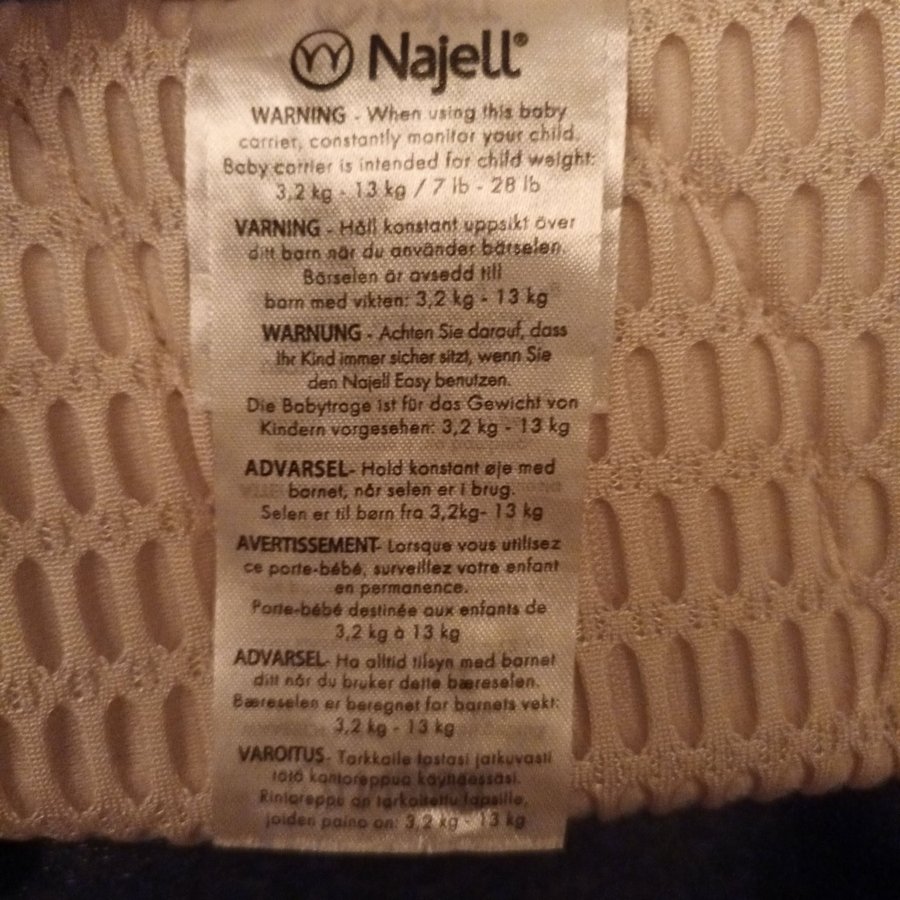 Najell®
WARNING - When using this baby
carrier, constantly monitor your child.
Baby carrier is intended for child weight:
3,2 kg - 13 kg / 7 lb - 28 lb
VARNING - Håll konstant uppsikt över
ditt barn när du använder bärselen.
Bärselen är avsedd till
barn med vikten: 3,2 kg - 13 kg
WARNUNG - Achten Sie darauf, dass
Ihr Kind immer sicher sitzt, wenn Sie
den Najell Easy benutzen.
Die Babytrage ist für das Gewicht von
Kindern vorgesehen: 3,2 kg - 13 kg
ADVARSEL- Hold konstant øje med
barnet, når selen er i brug.
Selen er til børn fra 3,2kg- 13 kg
AVERTISSEMENT- Lorsque vous utilisez
ce porte-bébé, surveillez votre enfant
en permanence.
Porte-bébé destinée aux enfants de
3,2 kg à 13 kg
ADVARSEL- Ha alltid tilsyn med barnet
ditt når du bruker dette bæreselen.
Bæreselen er beregnet for barnets vekt:
3,2 kg - 13 kg
VAROITUS- Tarkkaile lastasi jatkuvasti
tätä kantoreppua käyttäessäsi.
Rintareppu on tarkoitettu lapsille,
joiden paino on: 3,2 kg - 13 kg